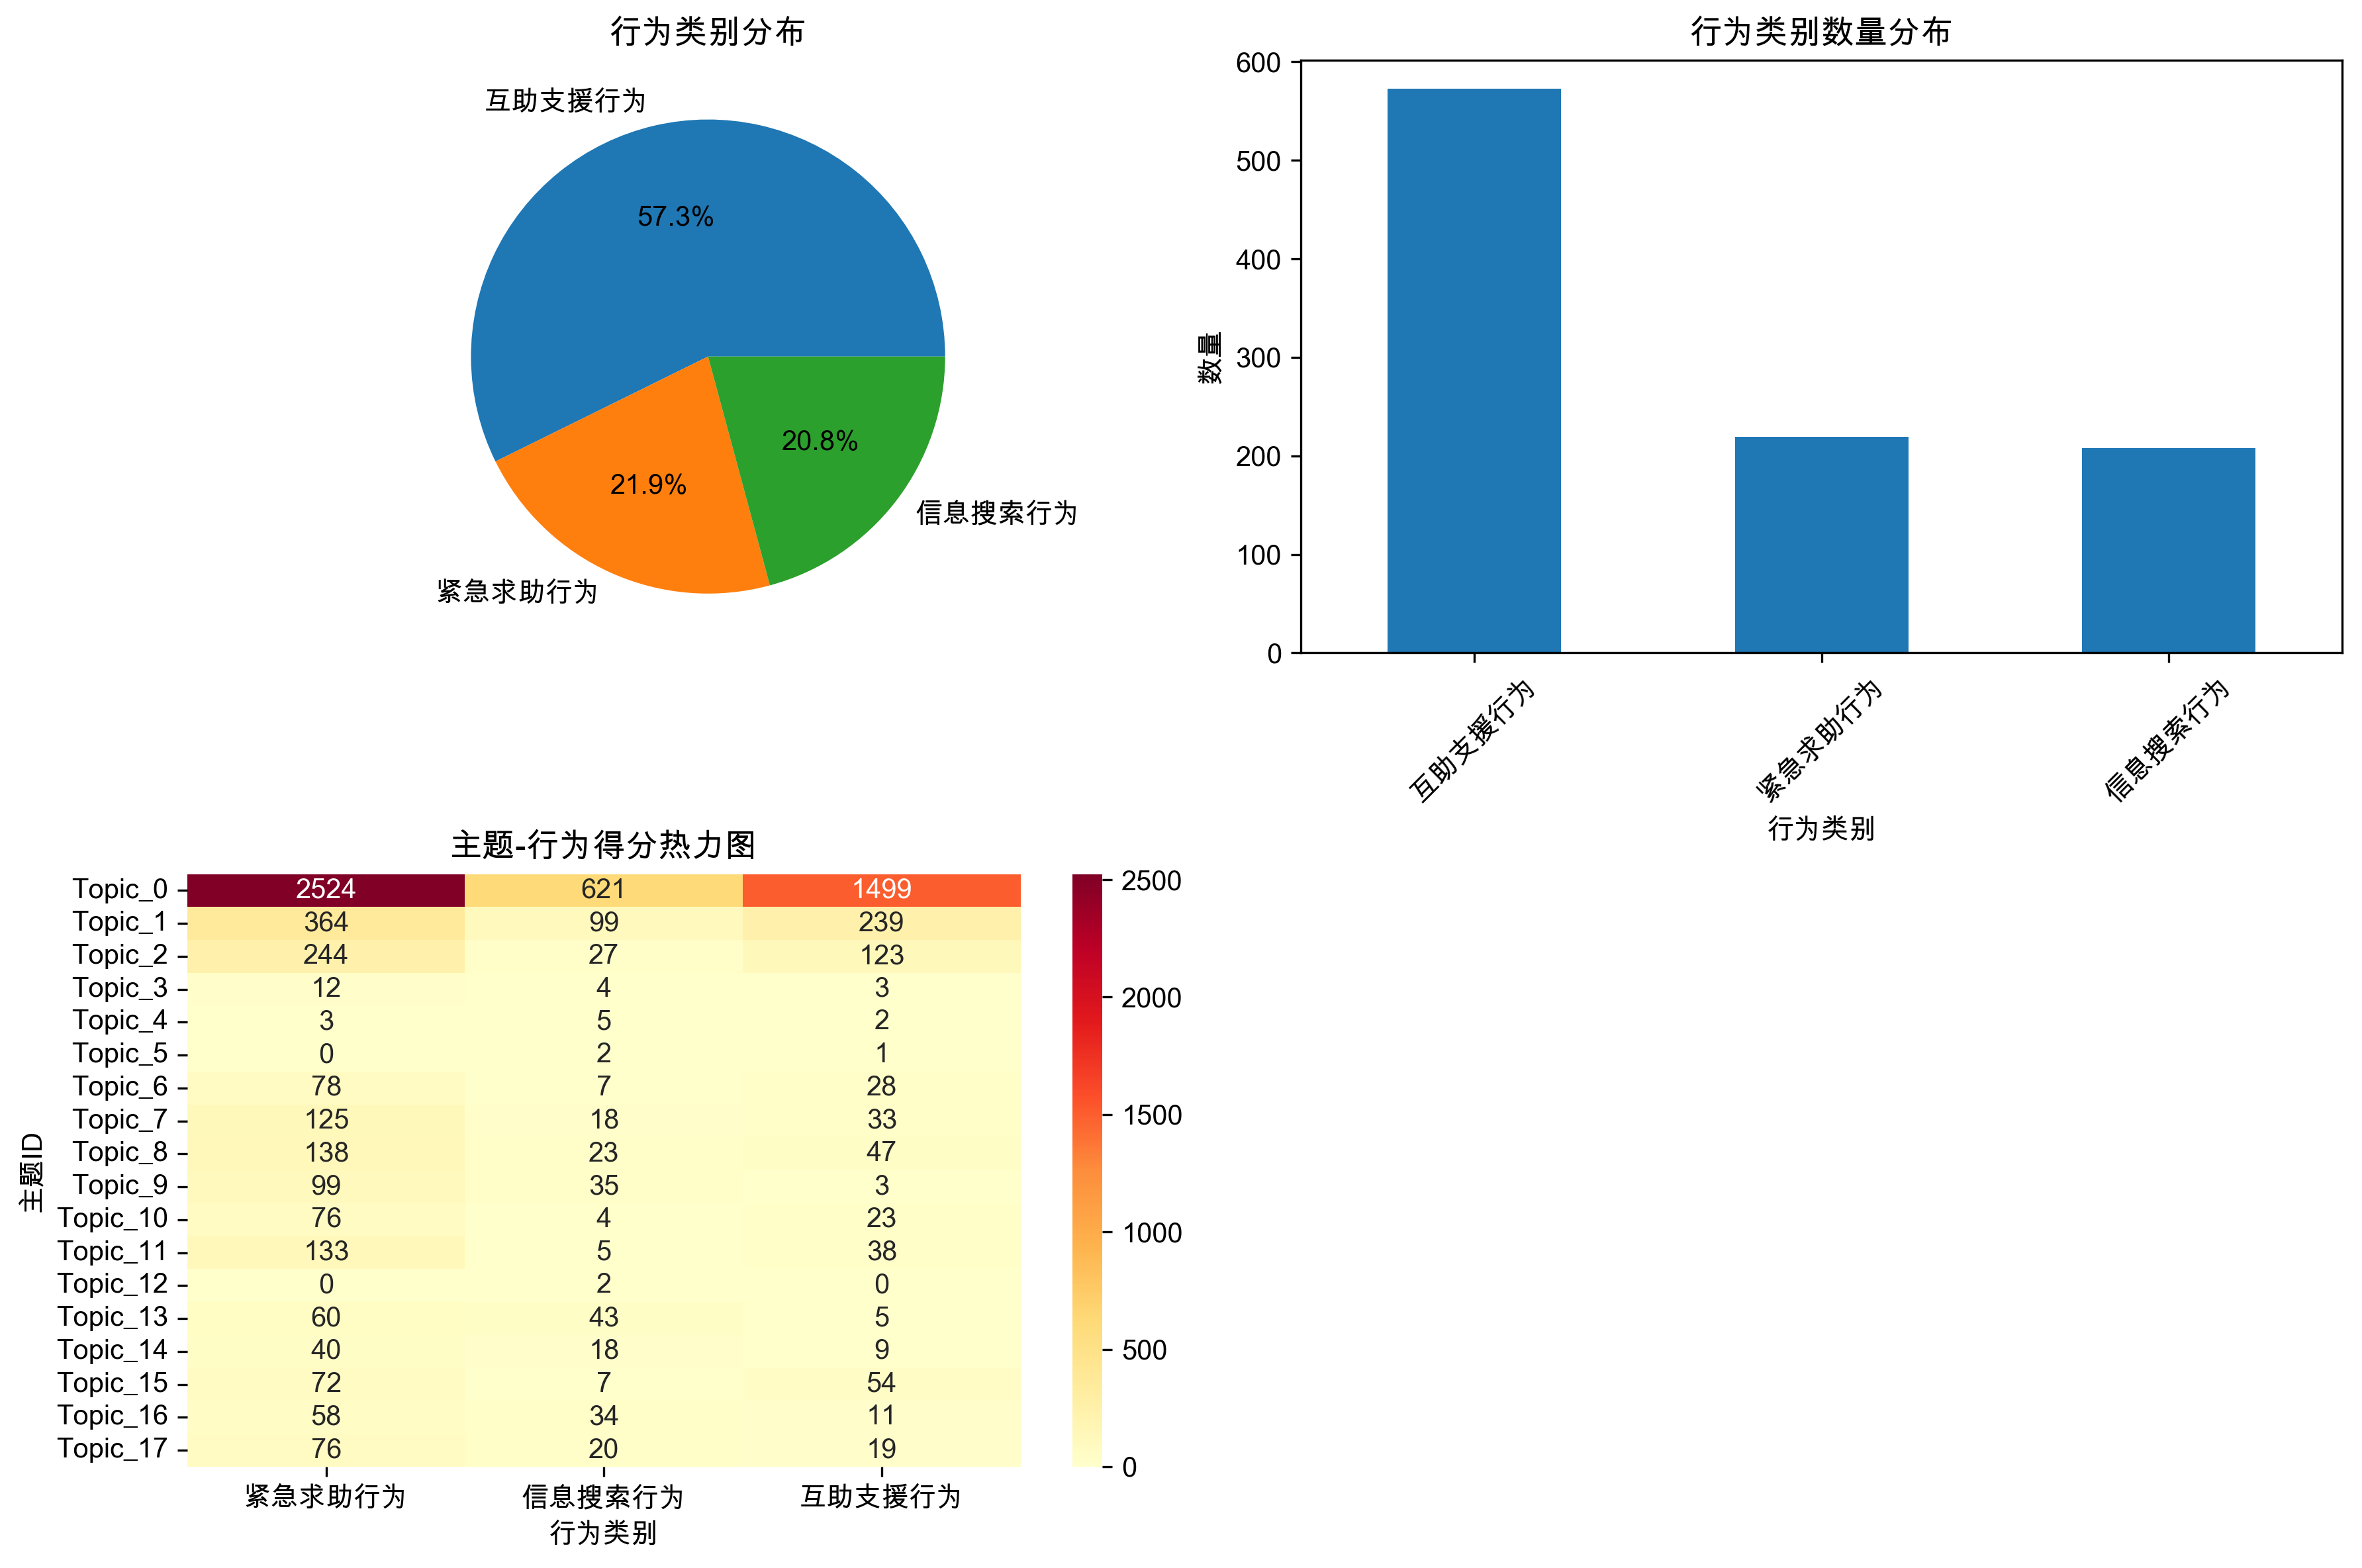 行为类别分布
互助支援行为
57.3%
20.8%
21.9%
信息搜索行为
紧急求助行为
行为类别数量分布
600
500
400
300
200
100
0
数量
互助支援行为
紧急求助行为
信息搜索行为
行为类别
主题-行为得分热力图
Topic_0 2524 621 1499
Topic_1 364 99 239
Topic_2 244 27 123
Topic_3 12 4 3
Topic_4 3 5 2
Topic_5 0 2 1
Topic_6 78 7 28
Topic_7 125 18 33
Topic_8 138 23 47
Topic_9 99 35 3
Topic_10 76 4 23
Topic_11 133 5 38
Topic_12 0 2 0
Topic_13 60 43 5
Topic_14 40 18 9
Topic_15 72 7 54
Topic_16 58 34 11
Topic_17 76 20 19
主题ID
紧急求助行为 信息搜索行为 互助支援行为
行为类别
2500
2000
1500
1000
500
0